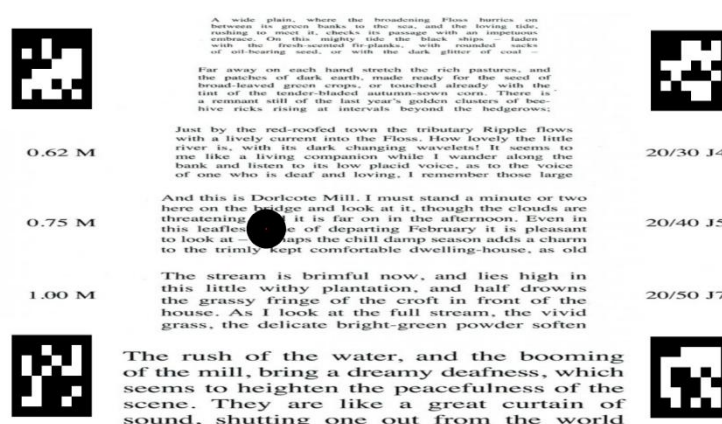 A wide plain, where the broadening Floss hurries on
between its green banks to the sea, and the loving tide,
rushing to meet it, checks its passage with an impetuous
embrace. On this mighty tide the black ships – laden
with the fresh-scented fir-planks, with rounded sacks
of oil-bearing seed, or with the dark glitter of coal –
Far away on each hand stretch the rich pastures, and
the patches of dark earth, made ready for the seed of
broad-leaved green crops, or touched already with the
tint of the tender-bladed autumn-sown corn. There is
a remnant still of the last year's golden clusters of bee-
hive ricks rising at intervals beyond the hedgerows;
0.62 M
Just by the red-roofed town the tributary Ripple flows
with a lively current into the Floss. How lovely the little
river is, with its dark changing wavelets! It seems to
me like a living companion while I wander along the
bank and listen to its low placid voice, as to the voice
of one who is deaf and loving, I remember those large
20/30 J4
0.75 M
And this is Dorlcote Mill. I must stand a minute or two
here on the bridge and look at it, though the clouds are
threatening it is far on in the afternoon. Even in
this leafles of departing February it is pleasant
to look at – haps the chill damp season adds a charm
to the trimly kept comfortable dwelling-house, as old
20/40 J5
1.00 M
The stream is brimful now, and lies high in
this little withy plantation, and half drowns
the grassy fringe of the croft in front of the
house. As I look at the full stream, the vivid
grass, the delicate bright-green powder soften
20/50 J7
The rush of the water, and the booming
of the mill, bring a dreamy deafness, which
seems to heighten the peacefulness of the
scene. They are like a great curtain of
sound, shutting one out from the world